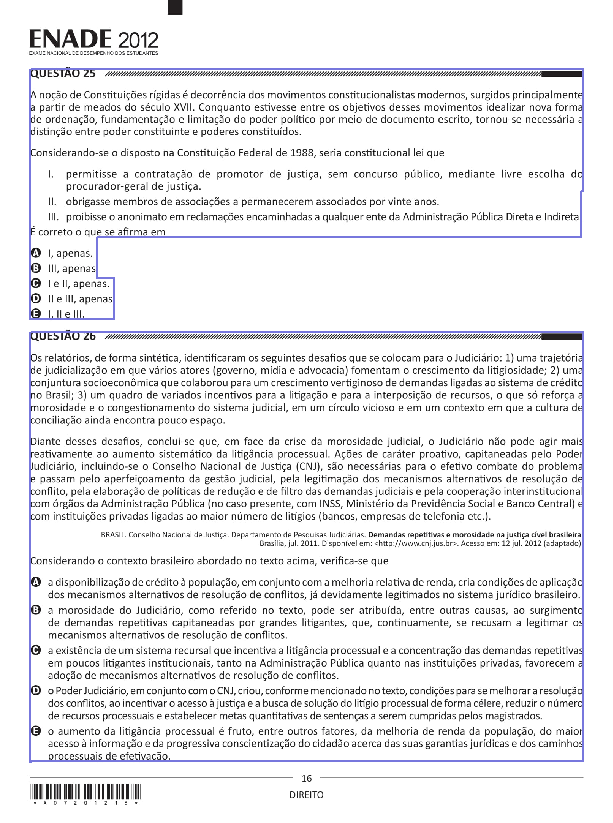 ENADE 2012
EXAME NACIONAL DE DESEMPENHO DOS ESTUDANTES
QUESTÃO 25
A noção de Constituições rígidas é decorrência dos movimentos constitucionalistas modernos, surgidos principalmente
a partir de meados do século XVII. Conquanto estivesse entre os objetivos desses movimentos idealizar nova forma
de ordenação, fundamentação e limitação do poder político por meio de documento escrito, tornou-se necessária a
distinção entre poder constituinte e poderes constituídos.
Considerando-se o disposto na Constituição Federal de 1988, seria constitucional lei que
I. permitisse a contratação de promotor de justiça, sem concurso público, mediante livre escolha do
procurador-geral de justiça.
II. obrigasse membros de associações a permanecerem associados por vinte anos.
III. proibisse o anonimato em reclamações encaminhadas a qualquer ente da Administração Pública Direta e Indireta
É correto o que se afirma em
A I, apenas.
B III, apenas
C I e II, apenas.
D II e III, apenas
E I, II e III.
QUESTÃO 26
Os relatórios, de forma sintética, identificaram os seguintes desafios que se colocam para o Judiciário: 1) uma trajetória
de judicialização em que vários atores (governo, mídia e advocacia) fomentam o crescimento da litigiosidade; 2) uma
conjuntura socioeconômica que colaborou para um crescimento vertiginoso de demandas ligadas ao sistema de crédito
no Brasil; 3) um quadro de variados incentivos para a litigação e para a interposição de recursos, o que só reforça a
morosidade e o congestionamento do sistema judicial, em um círculo vicioso e em um contexto em que a cultura de
conciliação ainda encontra pouco espaço.
Diante desses desafios, conclui-se que, em face da crise da morosidade judicial, o Judiciário não pode agir mais
reativamente ao aumento sistemático da litigância processual. Ações de caráter proativo, capitaneadas pelo Poder
Judiciário, incluindo-se o Conselho Nacional de Justiça (CNJ), são necessárias para o efetivo combate do problema
e passam pelo aperfeiçoamento da gestão judicial, pela legitimação dos mecanismos alternativos de resolução de
conflito, pela elaboração de políticas de redução e de filtro das demandas judiciais e pela cooperação interinstitucional
com órgãos da Administração Pública (no caso presente, com INSS, Ministério da Previdência Social e Banco Central) e
com instituições privadas ligadas ao maior número de litígios (bancos, empresas de telefonia etc.).
BRASIL. Conselho Nacional de Justiça. Departamento de Pesquisas Judiciárias. Demandas repetitivas e morosidade na justiça cível brasileira
Brasília, jul. 2011. Disponível em: <http://www.cnj.jus.br>. Acesso em: 12 jul. 2012 (adaptado)
Considerando o contexto brasileiro abordado no texto acima, verifica-se que
A a disponibilização de crédito à população, em conjunto com a melhoria relativa de renda, cria condições de aplicação
dos mecanismos alternativos de resolução de conflitos, já devidamente legitimados no sistema jurídico brasileiro.
B a morosidade do Judiciário, como referido no texto, pode ser atribuída, entre outras causas, ao surgimento
de demandas repetitivas capitaneadas por grandes litigantes, que, continuamente, se recusam a legitimar os
mecanismos alternativos de resolução de conflitos.
C a existência de um sistema recursal que incentiva a litigância processual e a concentração das demandas repetitivas
em poucos litigantes institucionais, tanto na Administração Pública quanto nas instituições privadas, favorecem a
adoção de mecanismos alternativos de resolução de conflitos.
D o Poder Judiciário, em conjunto com o CNJ, criou, conforme mencionado no texto, condições para se melhorar a resolução
dos conflitos, ao incentivar o acesso à justiça e a busca de solução do litígio processual de forma célere, reduzir o número
de recursos processuais e estabelecer metas quantitativas de sentenças a serem cumpridas pelos magistrados.
E o aumento da litigância processual é fruto, entre outros fatores, da melhoria de renda da população, do maior
acesso à informação e da progressiva conscientização do cidadão acerca das suas garantias jurídicas e dos caminhos
processuais de efetivação.
16
DIREITO